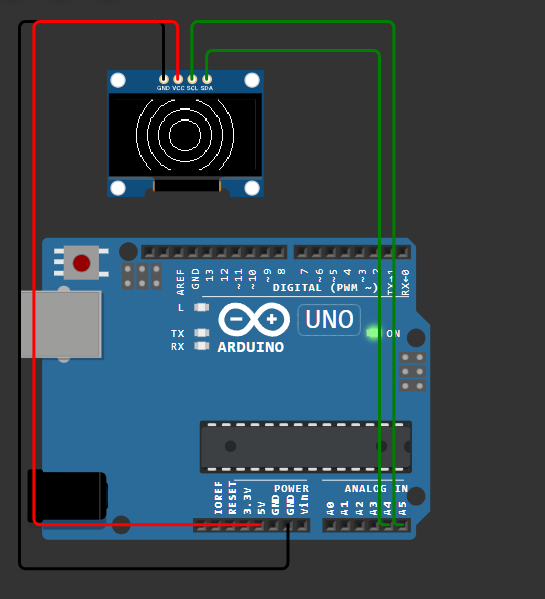 GND VCC SCL SDA
AREF
GND
13
12
~11
~10
~9
8
7
~6
~5
4
~3
2
TX→1
RX←0
DIGITAL (PWM ~)
L
TX
RX
UNO
ON
ARDUINO
POWER
ANALOG IN
IOREF
RESET
3.3V
5V
GND
GND
Vin
A0
A1
A2
A3
A4
A5